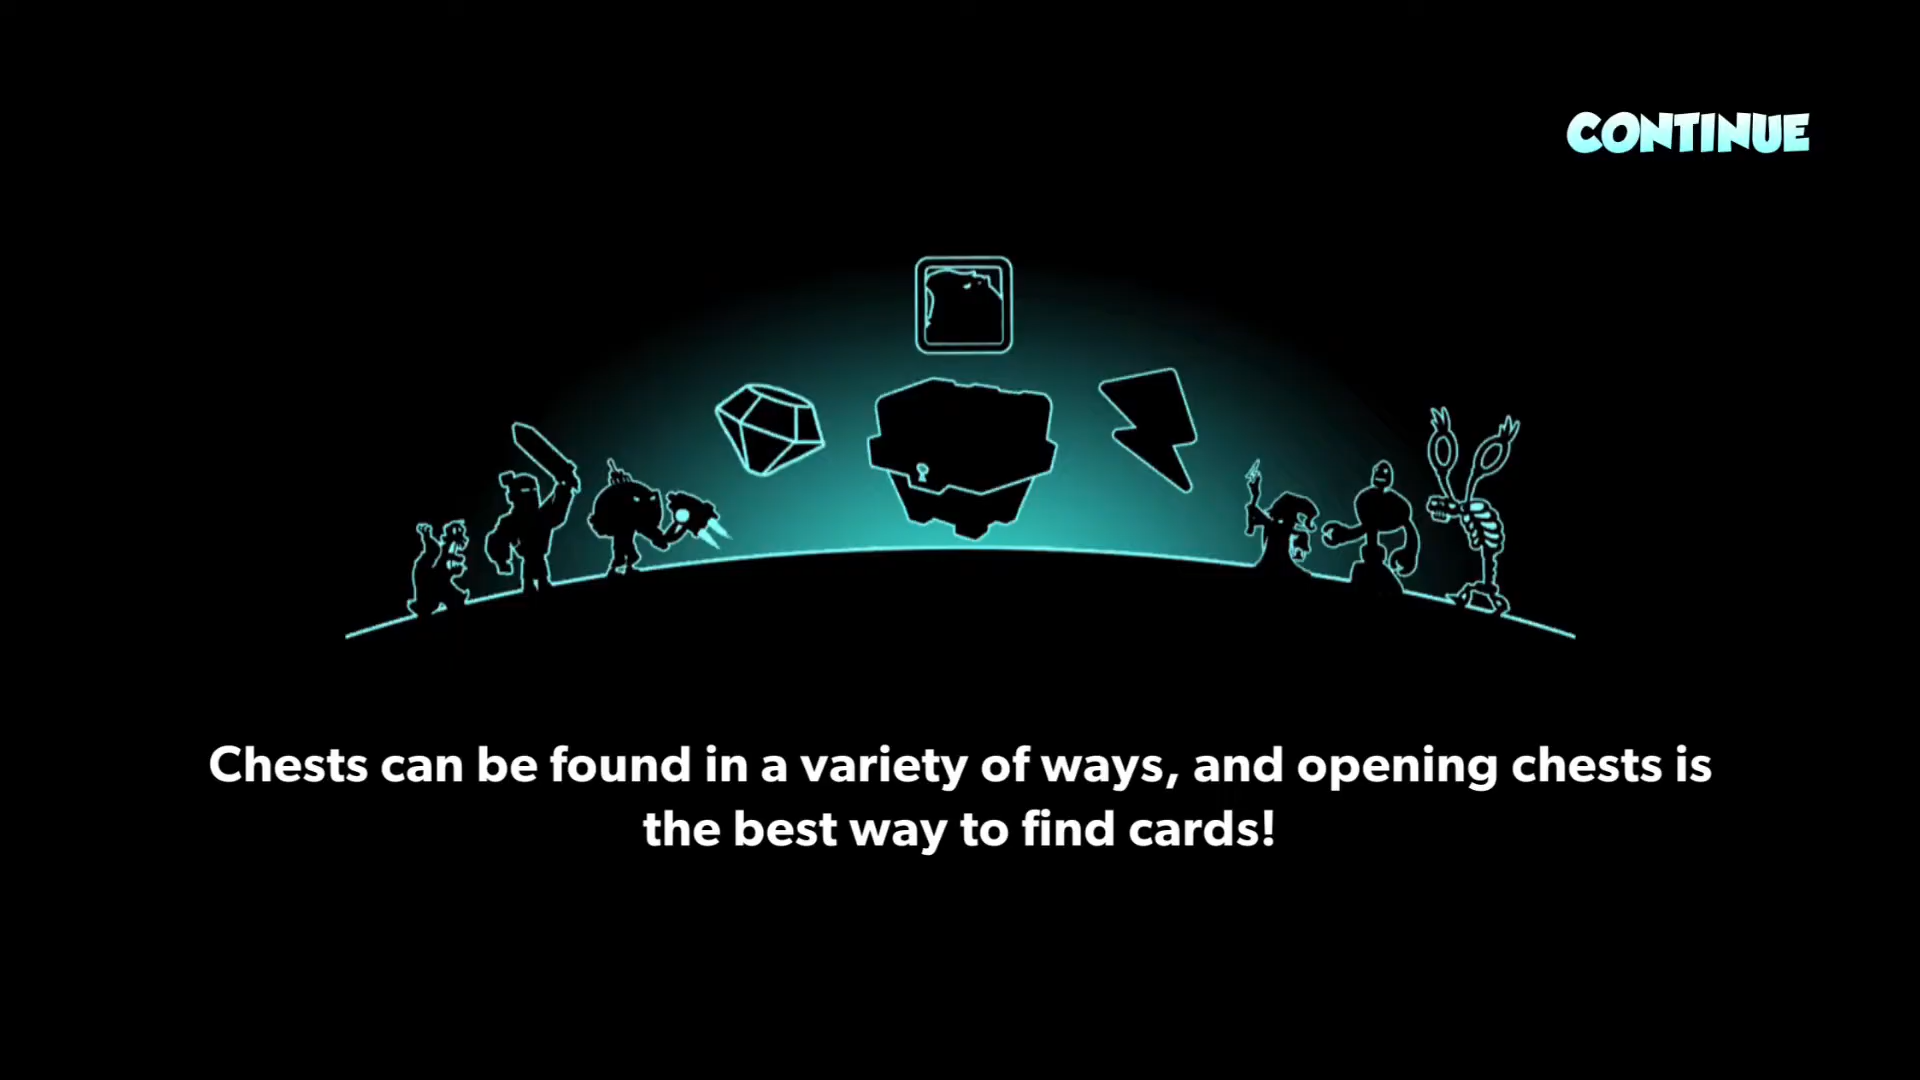 CONTINUE
Chests can be found in a variety of ways, and opening chests is
the best way to find cards!